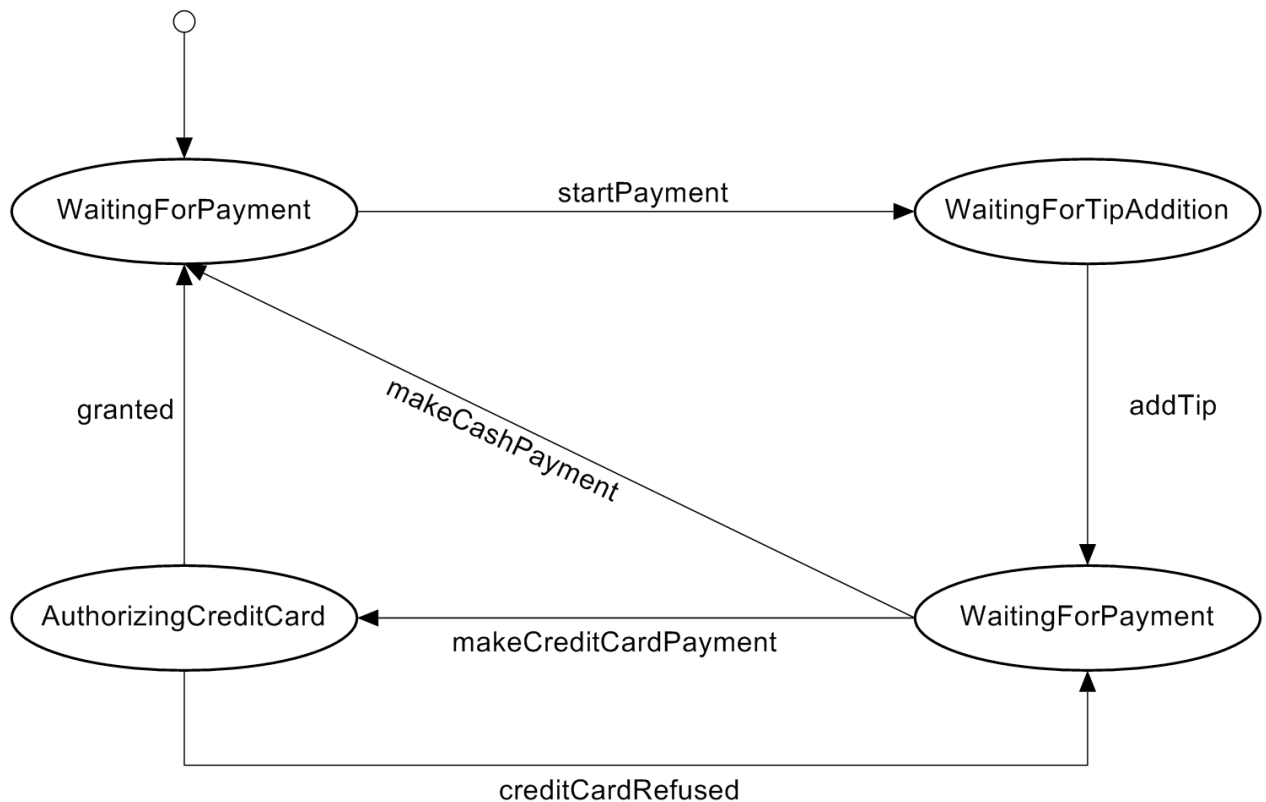 WaitingForPayment
startPayment
WaitingForTipAddition
granted
makeCashPayment
addTip
AuthorizingCreditCard
makeCreditCardPayment
WaitingForPayment
creditCardRefused